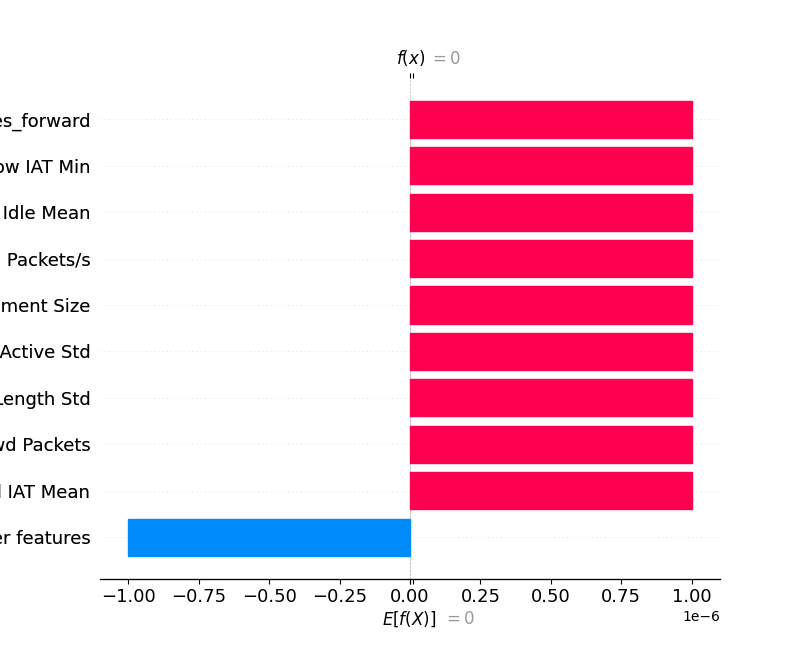 f(x) = 0
es_forward
ow IAT Min
Idle Mean
Packets/s
ment Size
Active Std
Length Std
wd Packets
IAT Mean
er features
−1.00 −0.75 −0.50 −0.25 0.00 0.25 0.50 0.75 1.00
1e−6
E[f(X)] = 0